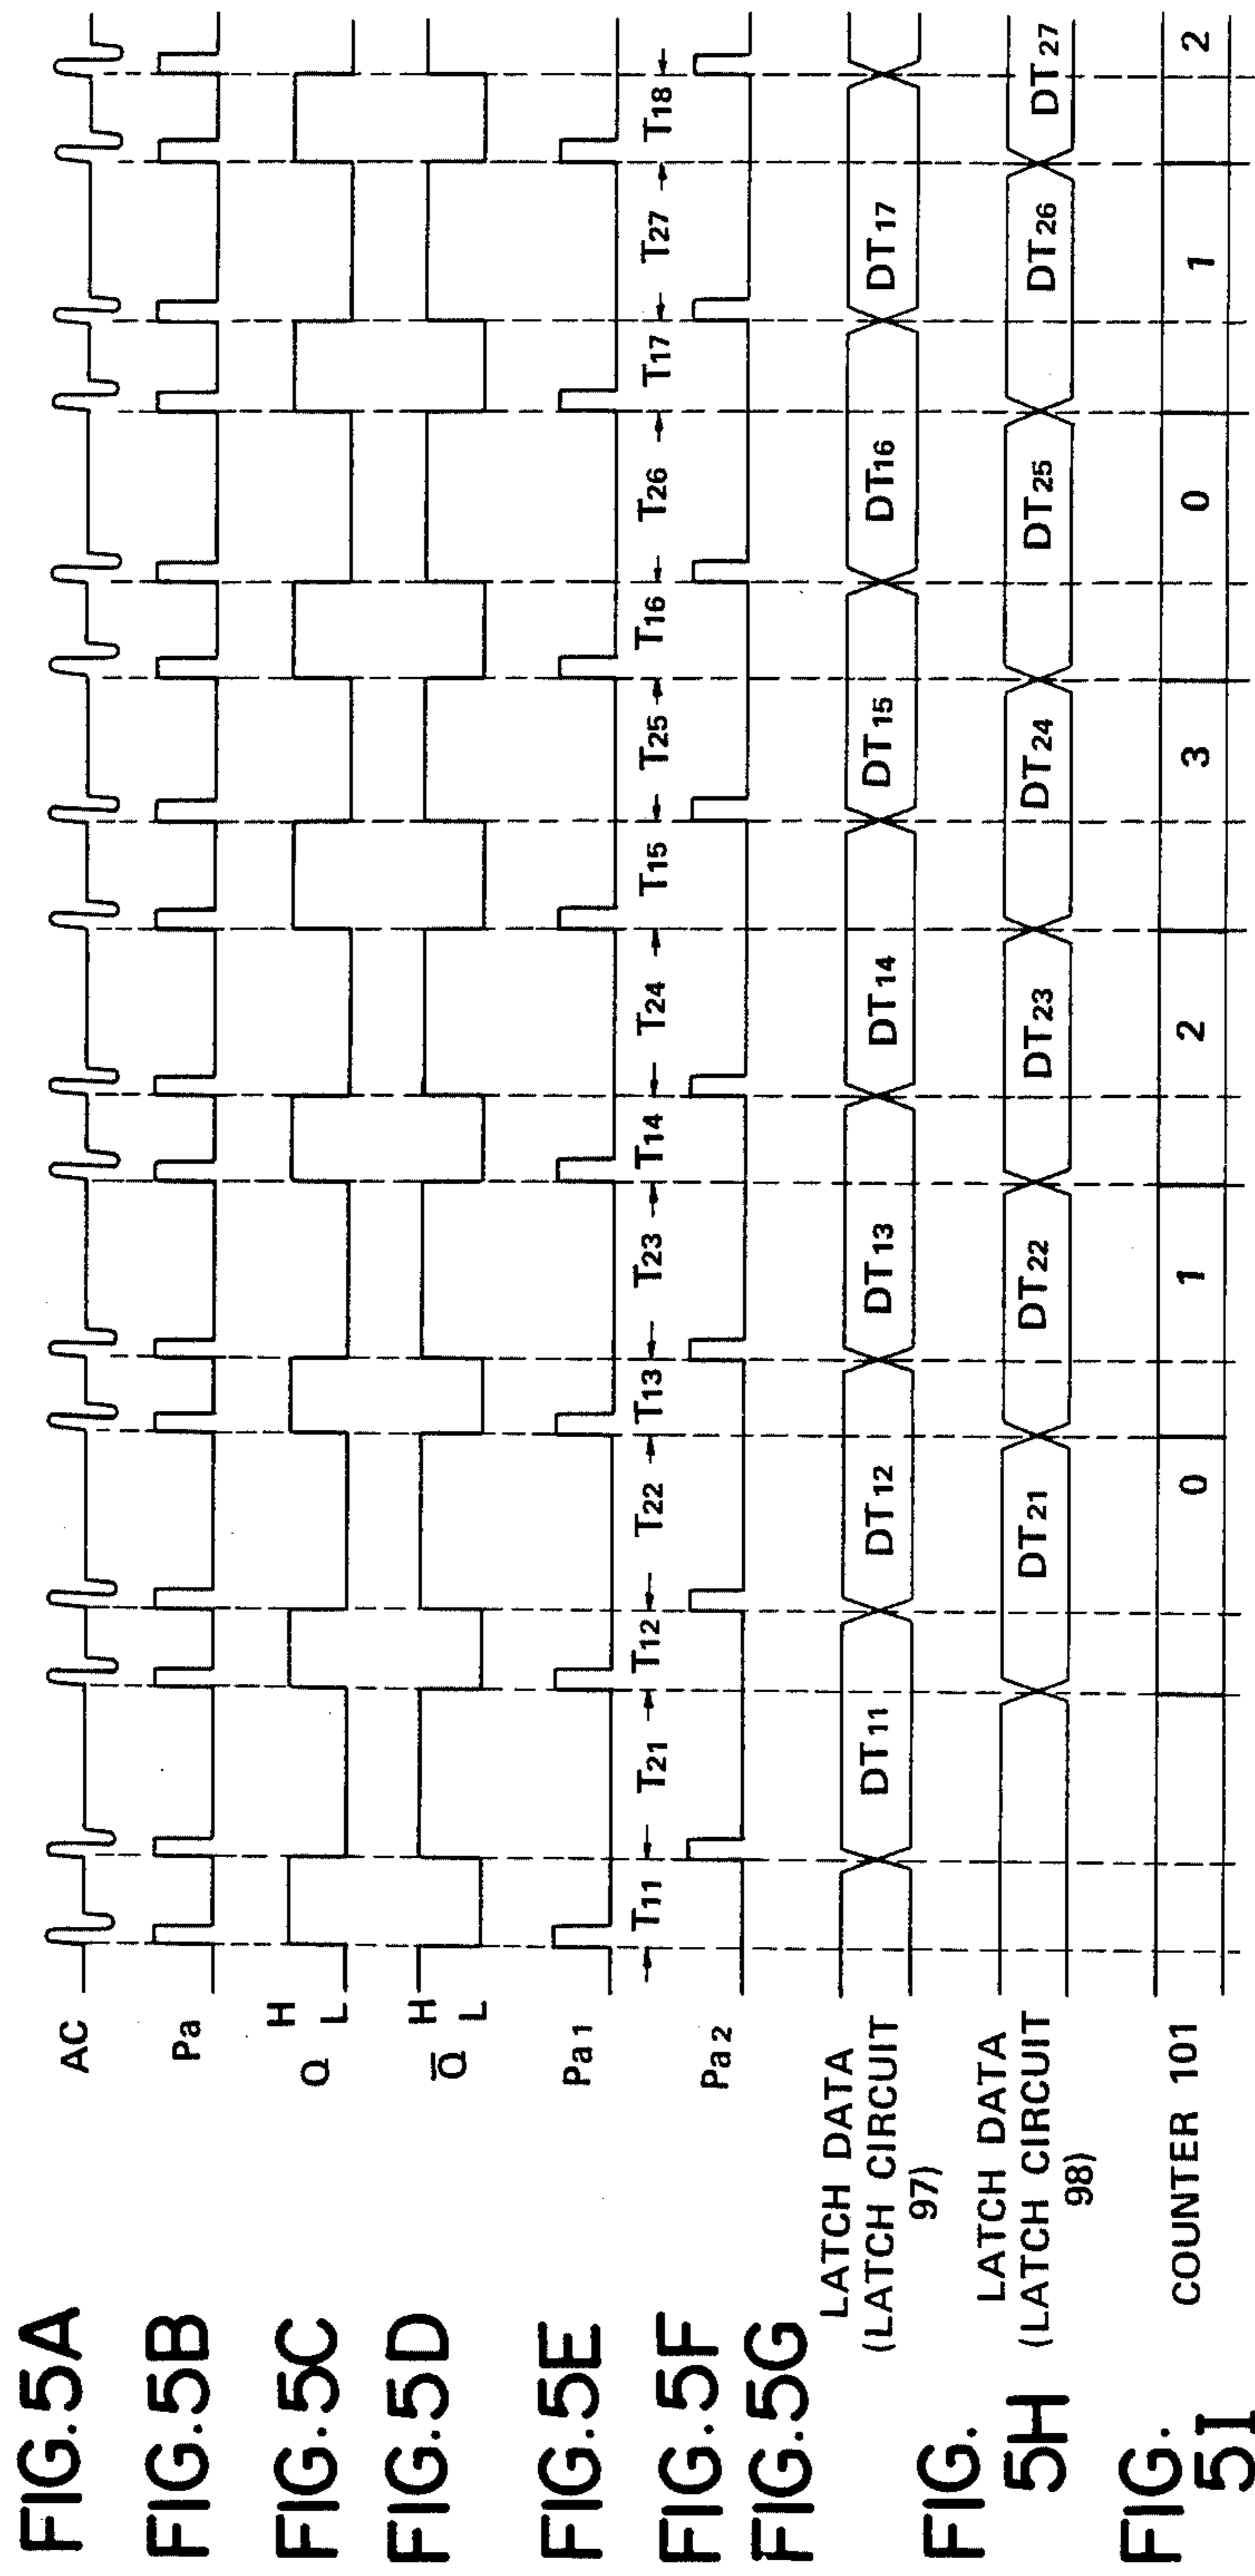 FIG.5A
AC
FIG.5B
Pa
FIG.5C
Q
H
L
FIG.5D
Q̅
H
L
FIG.5E
Pa1
T11 T21 T12 T22 T13 T23 T14 T24 T15 T25 T16 T26 T17 T27 T18
FIG.5F
Pa2
FIG.5G
LATCH DATA
(LATCH CIRCUIT
97)
DT11 DT12 DT13 DT14 DT15 DT16 DT17
FIG.
5H
LATCH DATA
(LATCH CIRCUIT
98)
DT21 DT22 DT23 DT24 DT25 DT26 DT27
FIG.
5I
COUNTER 101
0 1 2 3 0 1 2